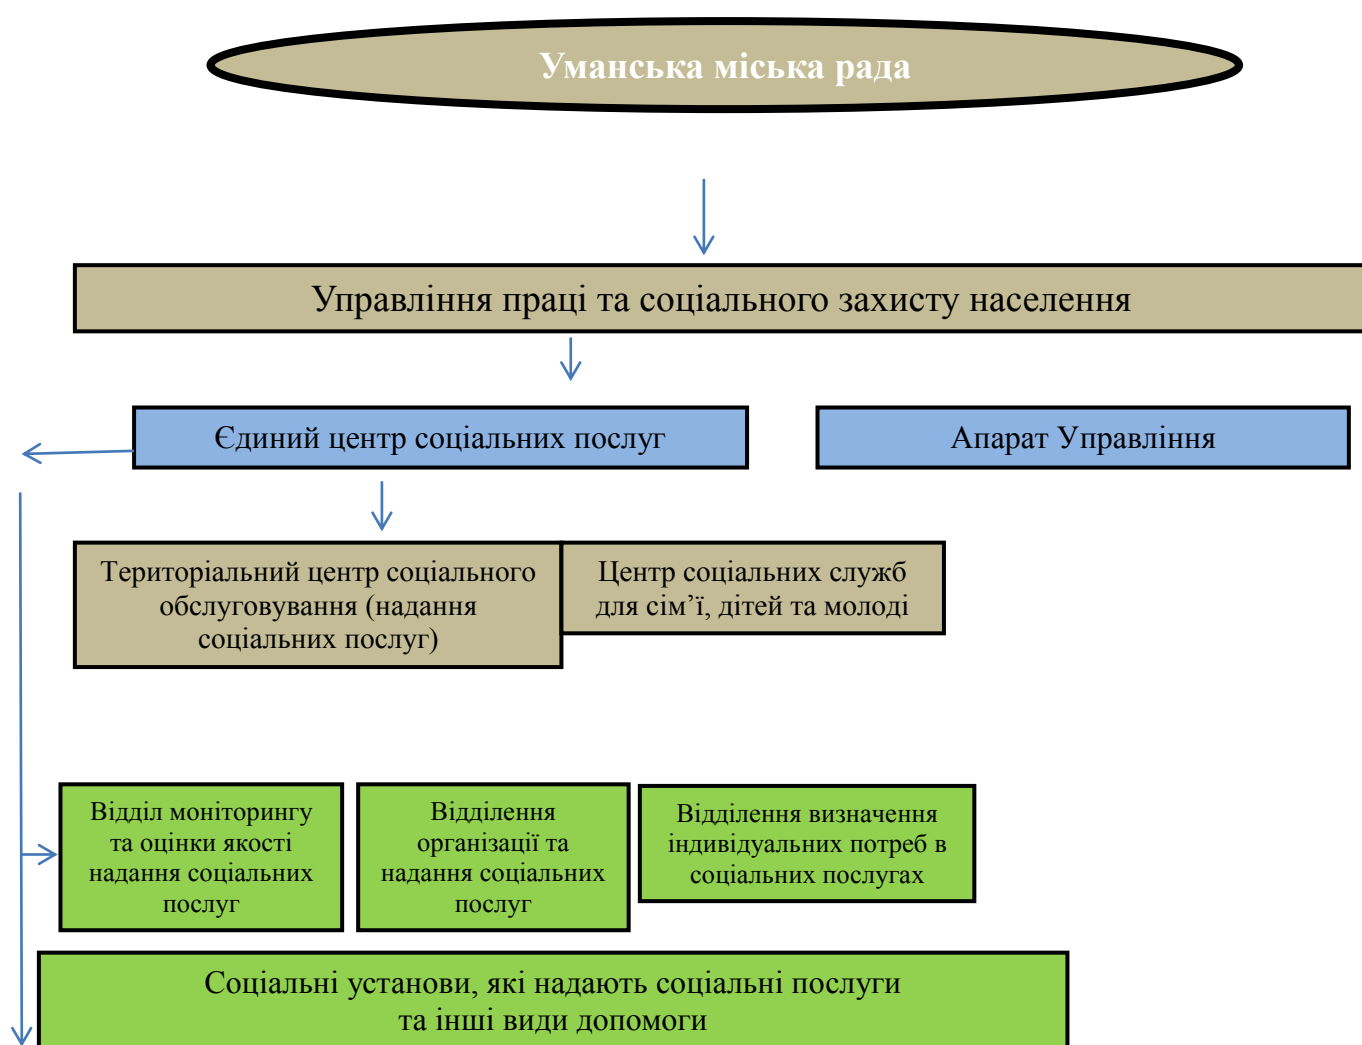 Уманська міська рада
Управління праці та соціального захисту населення
Єдиний центр соціальних послуг
Апарат Управління
Територіальний центр соціального
обслуговування (надання
соціальних послуг)
Центр соціальних служб
для сім’ї, дітей та молоді
Відділ моніторингу
та оцінки якості
надання соціальних
послуг
Відділення
організації та
надання соціальних
послуг
Відділення визначення
індивідуальних потреб в
соціальних послугах
Соціальні установи, які надають соціальні послуги
та інші види допомоги